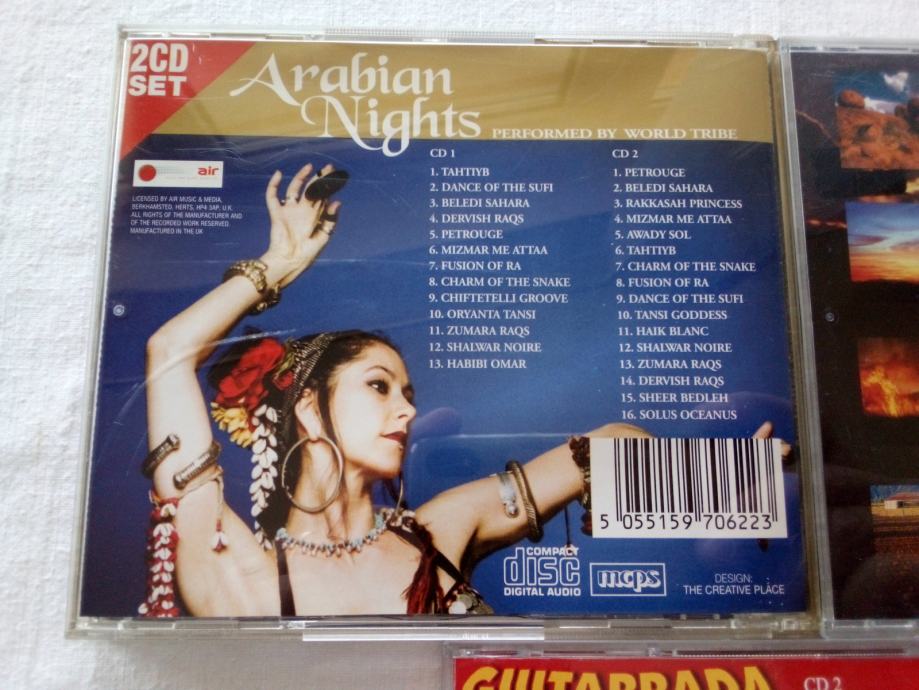 2CD
SET
Arabian
Nights
PERFORMED BY WORLD TRIBE
air
LICENSED BY AIR MUSIC & MEDIA,
BERKHAMSTED, HERTS, HP4 3AP, U.K.
ALL RIGHTS OF THE MANUFACTURER AND
OF THE RECORDED WORK RESERVED.
MANUFACTURED IN THE UK
CD 1
1. TAHTIYB
2. DANCE OF THE SUFI
3. BELEDI SAHARA
4. DERVISH RAQS
5. PETROUGE
6. MIZMAR ME ATTAA
7. FUSION OF RA
8. CHARM OF THE SNAKE
9. CHIFTETELLI GROOVE
10. ORYANTA TANSI
11. ZUMARA RAQS
12. SHALWAR NOIRE
13. HABIBI OMAR
CD 2
1. PETROUGE
2. BELEDI SAHARA
3. RAKKASAH PRINCESS
4. MIZMAR ME ATTAA
5. AWADY SOL
6. TAHTIYB
7. CHARM OF THE SNAKE
8. FUSION OF RA
9. DANCE OF THE SUFI
10. TANSI GODDESS
11. HAIK BLANC
12. SHALWAR NOIRE
13. ZUMARA RAQS
14. DERVISH RAQS
15. SHEER BEDLEH
16. SOLUS OCEANUS
5 055159 706223
COMPACT
disc
DIGITAL AUDIO
mcps
DESIGN:
THE CREATIVE PLACE
GUITARRADA
CD 2